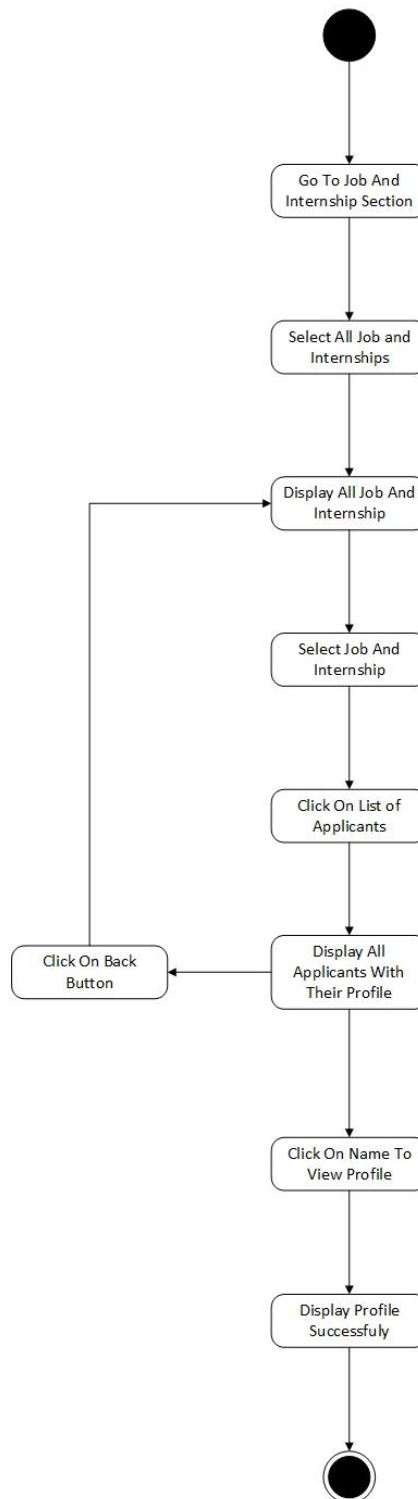 Go To Job And
Internship Section
Select All Job and
Internships
Display All Job And
Internship
Select Job And
Internship
Click On List of
Applicants
Display All
Applicants With
Their Profile
Click On Back
Button
Click On Name To
View Profile
Display Profile
Successfuly